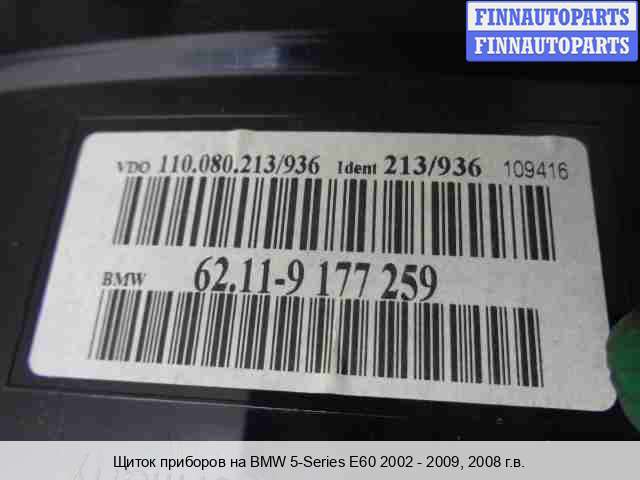 FINNAUTOPARTS
FINNAUTOPARTS
VDO 110.080.213/936 Ident 213/936 109416
BMW 62.11-9 177 259
Щиток приборов на BMW 5-Series E60 2002 - 2009, 2008 г.в.